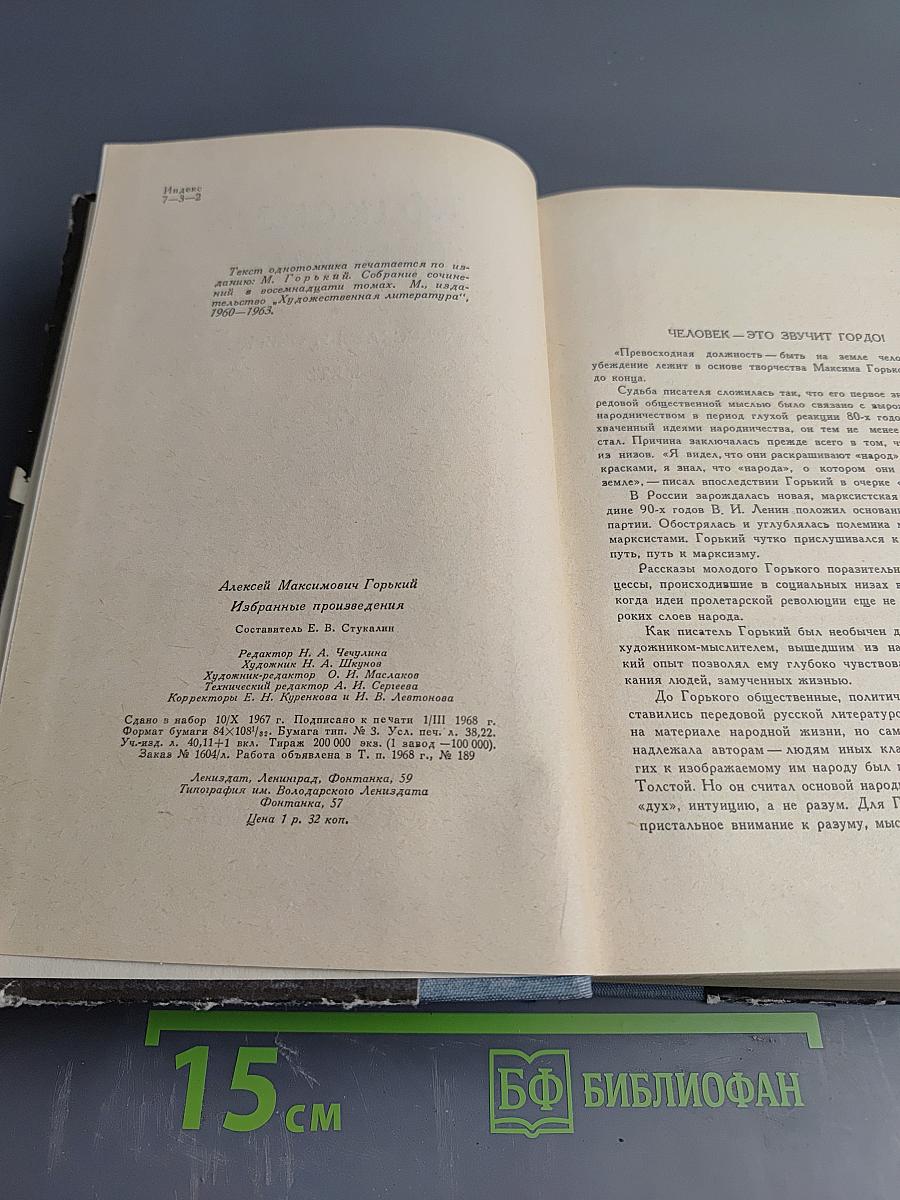 Индекс
7—3—2
Текст однотомника печатается по из-
данию: М. Горький. Собрание сочине-
ний в восемнадцати томах. М., изда-
тельство „Художественная литература“,
1960—1963.
Алексей Максимович Горький
Избранные произведения
Составитель Е. В. Стукалин
Редактор Н. А. Чечулина
Художник Н. А. Шкунов
Художник-редактор О. И. Маслаков
Технический редактор А. И. Сергеева
Корректоры Е. Н. Куренкова и И. В. Левтонова
Сдано в набор 10/X 1967 г. Подписано к печати 1/III 1968 г.
Формат бумаги 84×108¹/₃₂. Бумага тип. № 3. Усл. печ. л. 38,22.
Уч.-изд. л. 40,11+1 вкл. Тираж 200 000 экз. (1 завод —100 000).
Заказ № 1604/л. Работа объявлена в Т. п. 1968 г., № 189
Лениздат, Ленинград, Фонтанка, 59
Типография им. Володарского Лениздата
Фонтанка, 57
Цена 1 р. 32 коп.
ЧЕЛОВЕК — ЭТО ЗВУЧИТ ГОРДО!
«Превосходная должность — быть на земле чело
убеждение лежит в основе творчества Максима Горько
до конца.
Судьба писателя сложилась так, что его первое зн
редовой общественной мыслью было связано с выро
народничеством в период глухой реакции 80-х годо
хваченный идеями народничества, он тем не менее
стал. Причина заключалась прежде всего в том, ч
из низов. «Я видел, что они раскрашивают «народ»
красками, я знал, что «народа», о котором они
земле», — писал впоследствии Горький в очерке «
В России зарождалась новая, марксистская
дине 90-х годов В. И. Ленин положил основани
партии. Обострялась и углублялась полемика м
марксистами. Горький чутко прислушивался к
путь, путь к марксизму.
Рассказы молодого Горького поразительн
цессы, происходившие в социальных низах в
когда идеи пролетарской революции еще не
роких слоев народа.
Как писатель Горький был необычен д
художником-мыслителем, вышедшим из на
кий опыт позволял ему глубоко чувствова
кания людей, замученных жизнью.
До Горького общественные, политич
ставились передовой русской литературо
на материале народной жизни, но сам
надлежала авторам — людям иных кла
гих к изображаемому им народу был
Толстой. Но он считал основой народ
«дух», интуицию, а не разум. Для Г
пристальное внимание к разуму, мыс
15 см
БФ БИБЛИОФАН